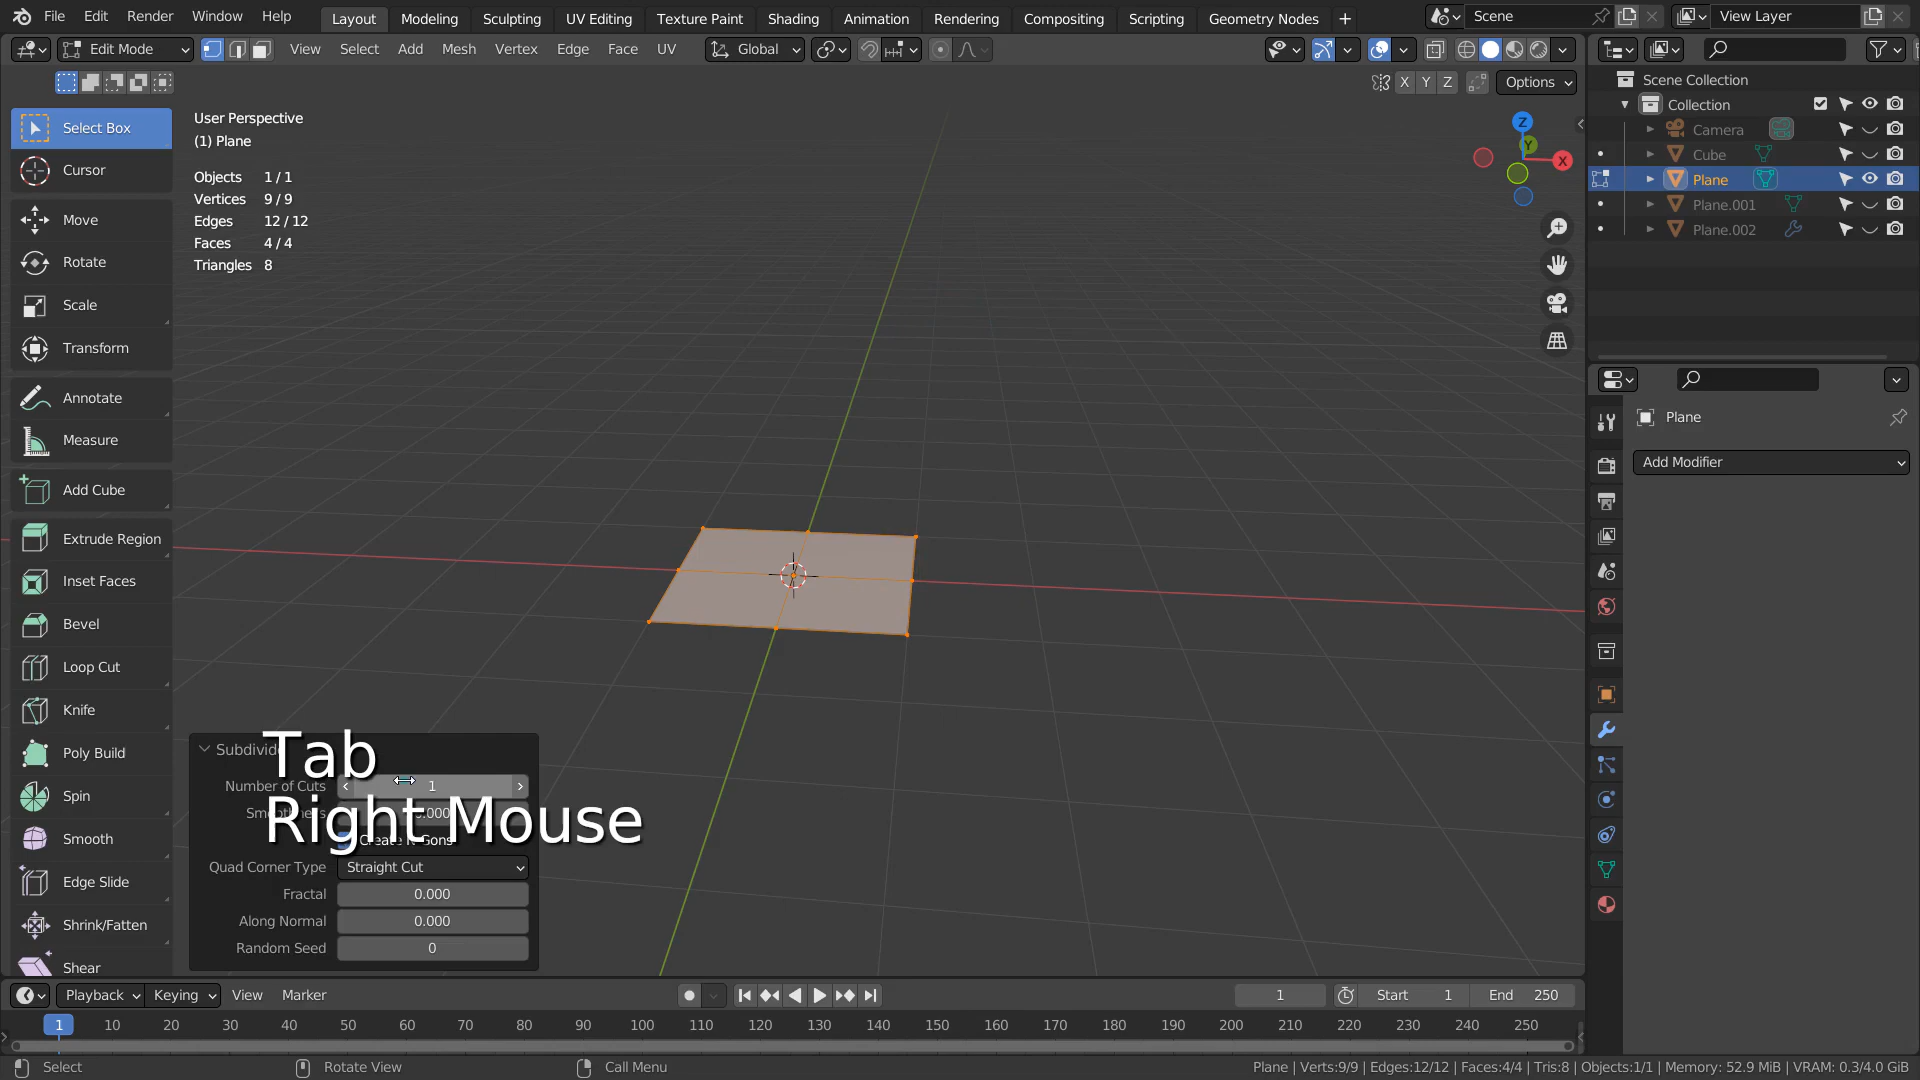 File Edit Render Window Help Layout Modeling Sculpting UV Editing Texture Paint Shading Animation Rendering Compositing Scripting Geometry Nodes + Scene View Layer
Edit Mode View Select Add Mesh Vertex Edge Face UV Global
X Y Z Options
Select Box
Cursor
Move
Rotate
Scale
Transform
Annotate
Measure
Add Cube
Extrude Region
Inset Faces
Bevel
Loop Cut
Knife
Poly Build
Spin
Smooth
Edge Slide
Shrink/Fatten
Shear
User Perspective
(1) Plane
Objects 1 / 1
Vertices 9 / 9
Edges 12 / 12
Faces 4 / 4
Triangles 8
Z
Y
X
Scene Collection
Collection
Camera
Cube
Plane
Plane.001
Plane.002
Plane
Add Modifier
Tab
Right Mouse
Number of Cuts 1
Quad Corner Type Straight Cut
Fractal 0.000
Along Normal 0.000
Random Seed 0
Playback Keying View Marker 1 Start 1 End 250
1 10 20 30 40 50 60 70 80 90 100 110 120 130 140 150 160 170 180 190 200 210 220 230 240 250
Select Rotate View Call Menu Plane | Verts:9/9 | Edges:12/12 | Faces:4/4 | Tris:8 | Objects:1/1 | Memory: 52.9 MiB | VRAM: 0.3/4.0 GiB